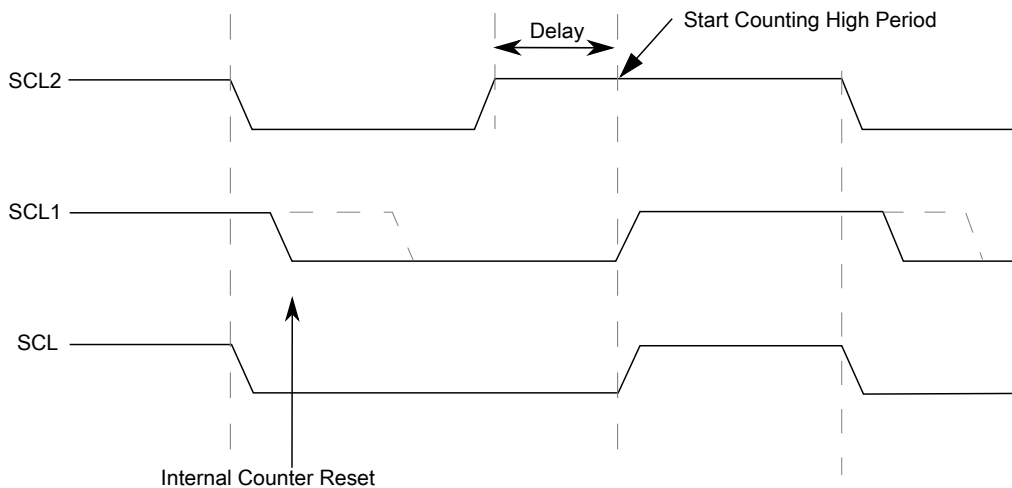 Start Counting High Period
Delay
SCL2
SCL1
SCL
Internal Counter Reset